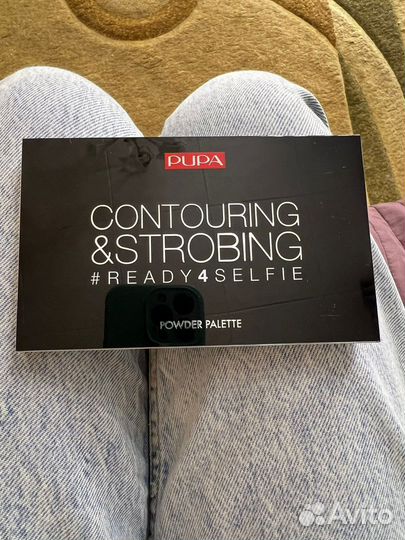 PUPA
CONTOURING
&STROBING
#READY4SELFIE
POWDER PALETTE
Avito